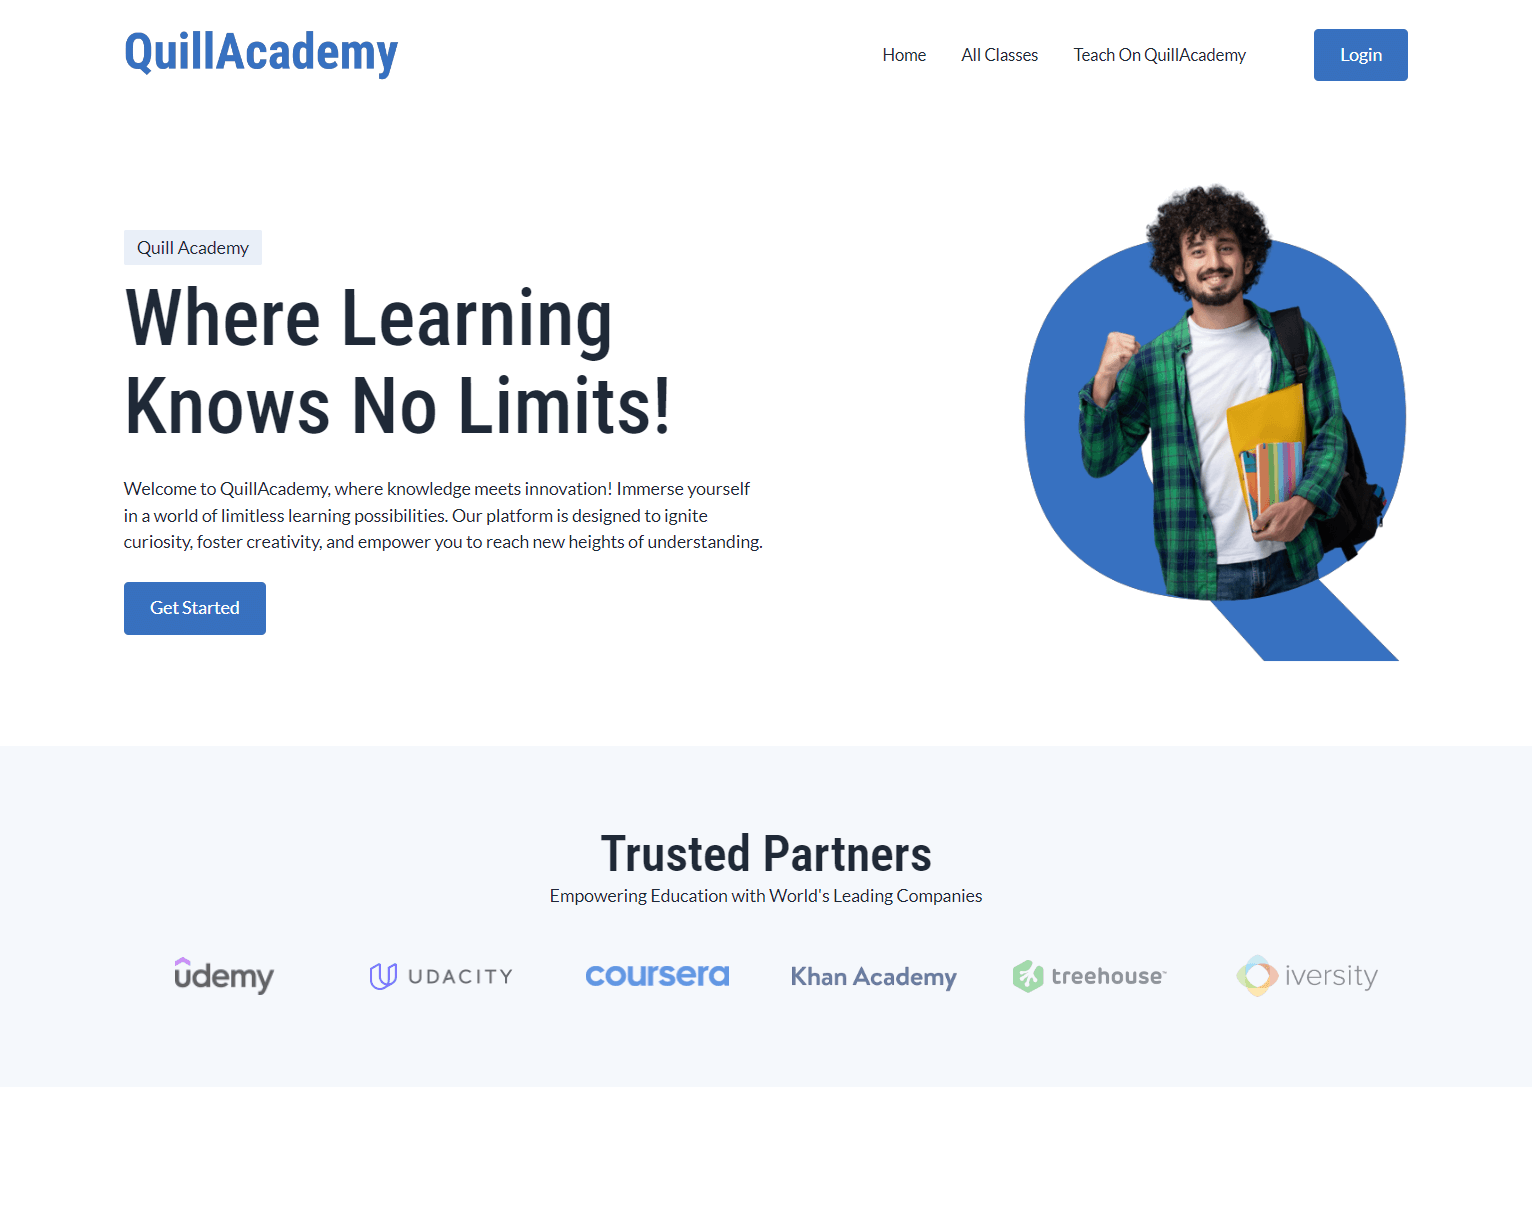 QuillAcademy
Home
All Classes
Teach On QuillAcademy
Login
Quill Academy
Where Learning
Knows No Limits!
Welcome to QuillAcademy, where knowledge meets innovation! Immerse yourself
in a world of limitless learning possibilities. Our platform is designed to ignite
curiosity, foster creativity, and empower you to reach new heights of understanding.
Get Started
Trusted Partners
Empowering Education with World's Leading Companies
udemy
UDACITY
coursera
Khan Academy
treehouse™
iversity